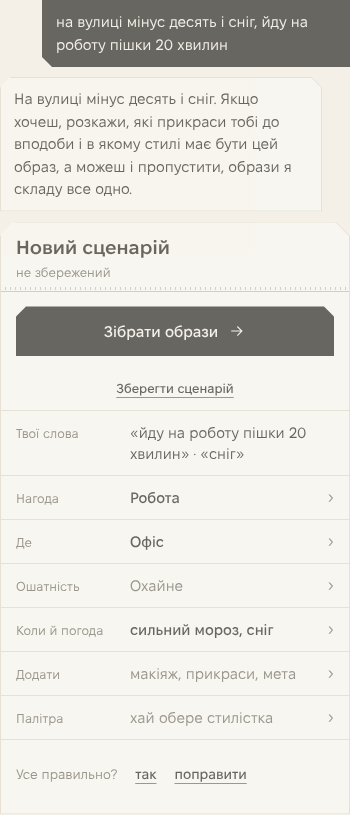 на вулиці мінус десять і сніг, йду на
роботу пішки 20 хвилин
На вулиці мінус десять і сніг. Якщо
хочеш, розкажи, які прикраси тобі до
вподоби і в якому стилі має бути цей
образ, а можеш і пропустити, образи я
складу все одно.
Новий сценарій
не збережений
Зібрати образи →
Зберегти сценарій
Твої слова «йду на роботу пішки 20
хвилин» · «сніг»
Нагода Робота ›
Де Офіс ›
Ошатність Охайне ›
Коли й погода сильний мороз, сніг ›
Додати макіяж, прикраси, мета ›
Палітра хай обере стилістка ›
Усе правильно? так поправити